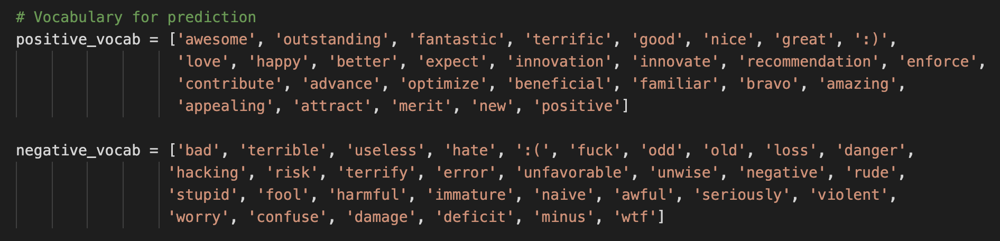 # Vocabulary for prediction
positive_vocab = ['awesome', 'outstanding', 'fantastic', 'terrific', 'good', 'nice', 'great', ':)',
'love', 'happy', 'better', 'expect', 'innovation', 'innovate', 'recommendation', 'enforce',
'contribute', 'advance', 'optimize', 'beneficial', 'familiar', 'bravo', 'amazing',
'appealing', 'attract', 'merit', 'new', 'positive']
negative_vocab = ['bad', 'terrible', 'useless', 'hate', ':(', 'fuck', 'odd', 'old', 'loss', 'danger',
'hacking', 'risk', 'terrify', 'error', 'unfavorable', 'unwise', 'negative', 'rude',
'stupid', 'fool', 'harmful', 'immature', 'naive', 'awful', 'seriously', 'violent',
'worry', 'confuse', 'damage', 'deficit', 'minus', 'wtf']